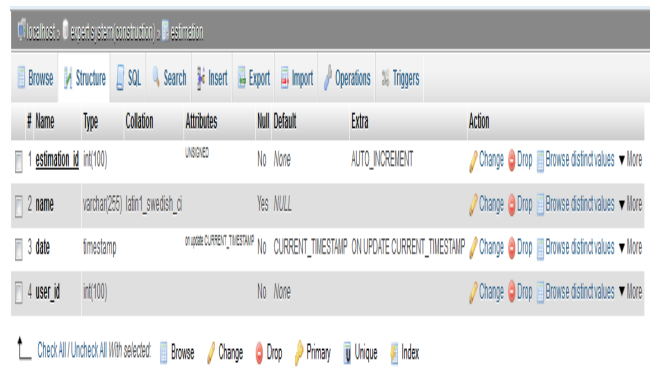 localhost » expert system(construction) » estimation
Browse Structure SQL Search Insert Export Import Operations Triggers
# Name Type Collation Attributes Null Default Extra Action
1 estimation_id int(100) UNSIGNED No None AUTO_INCREMENT Change Drop Browse distinct values ▼ More
2 name varchar(255) latin1_swedish_ci Yes NULL Change Drop Browse distinct values ▼ More
3 date timestamp on update CURRENT_TIMESTAMP No CURRENT_TIMESTAMP ON UPDATE CURRENT_TIMESTAMP Change Drop Browse distinct values ▼ More
4 user_id int(100) No None Change Drop Browse distinct values ▼ More
Check All / Uncheck All With selected: Browse Change Drop Primary Unique Index